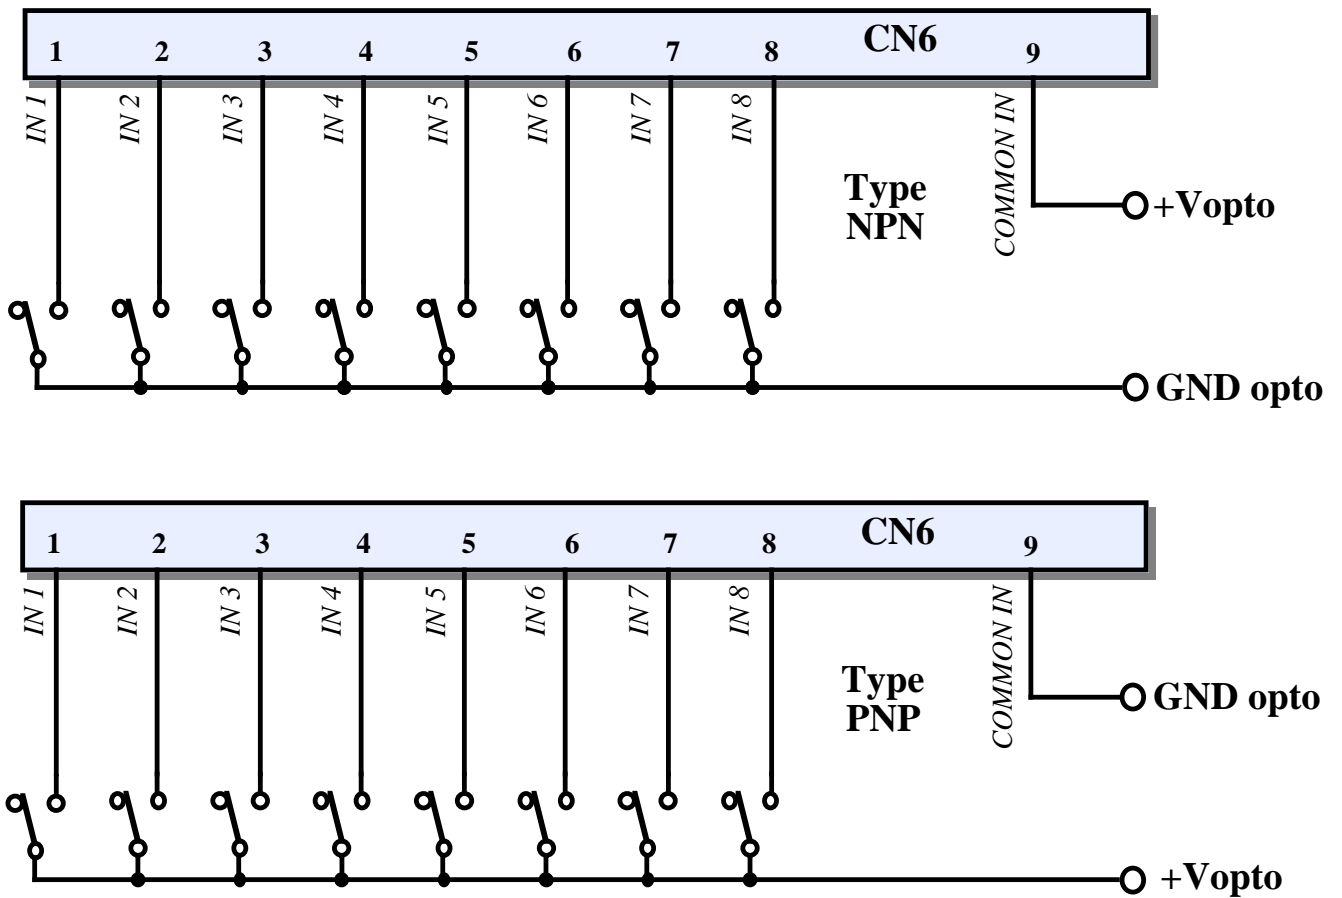 CN6
1 2 3 4 5 6 7 8 9
IN 1 IN 2 IN 3 IN 4 IN 5 IN 6 IN 7 IN 8 COMMON IN
Type
NPN
+Vopto
GND opto
CN6
1 2 3 4 5 6 7 8 9
IN 1 IN 2 IN 3 IN 4 IN 5 IN 6 IN 7 IN 8 COMMON IN
Type
PNP
GND opto
+Vopto